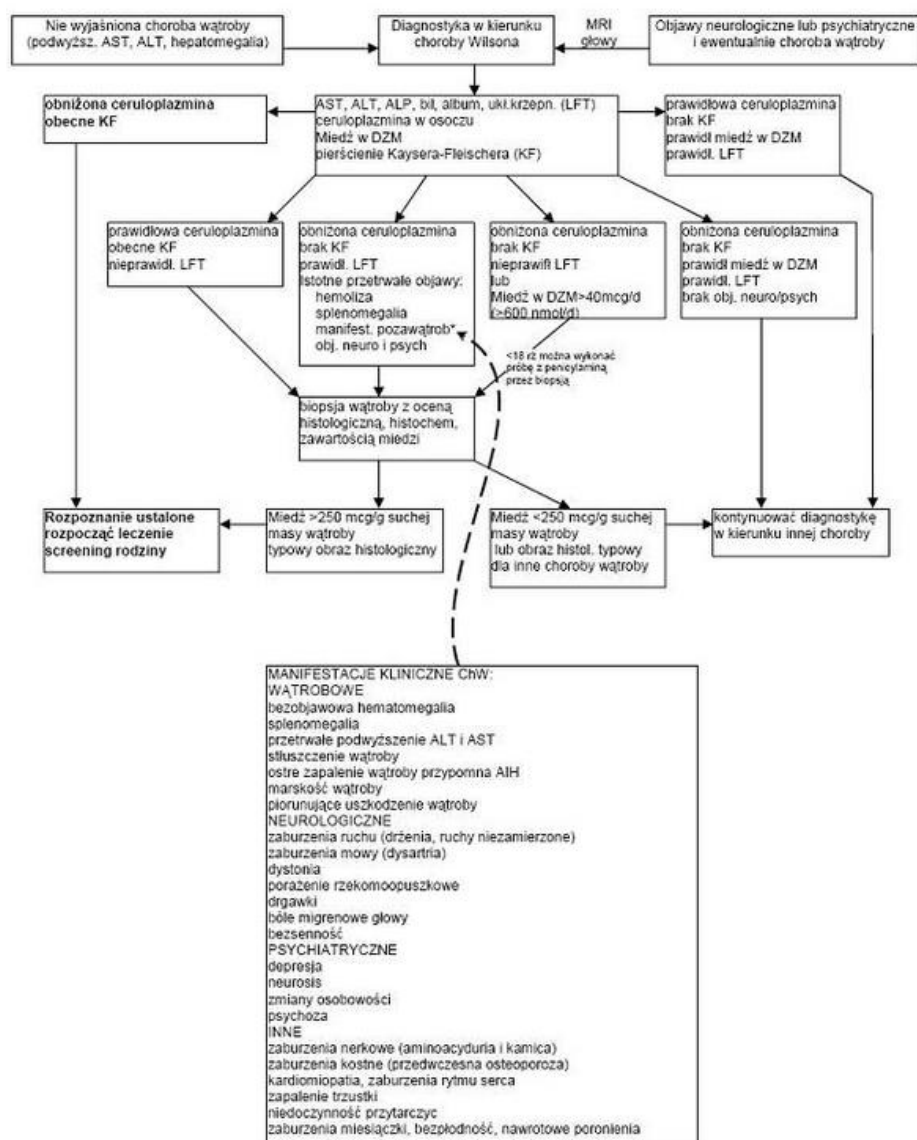 Nie wyjaśniona choroba wątroby
(podwyższ. AST, ALT, hepatomegalia)
Diagnostyka w kierunku
choroby Wilsona
MRI
głowy
Objawy neurologiczne lub psychiatryczne
i ewentualnie choroba wątroby
obniżona ceruloplazmina
obecne KF
AST, ALT, ALP, bil, album, ukł.krzepn. (LFT)
ceruloplazmina w osoczu
Miedź w DZM
pierścienie Kaysera-Fleischera (KF)
prawidłowa ceruloplazmina
brak KF
prawidł miedź w DZM
prawidł. LFT
prawidłowa ceruloplazmina
obecne KF
nieprawidł. LFT
obniżona ceruloplazmina
brak KF
prawidł. LFT
Istotne przetrwałe objawy:
hemoliza
splenomegalia
manifest. pozawątrob*
obj. neuro i psych
obniżona ceruloplazmina
brak KF
nieprawifł LFT
lub
Miedź w DZM>40mcg/d
(>600 nmol/d)
obniżona ceruloplazmina
brak KF
prawidł miedź w DZM
prawidł. LFT
brak obj. neuro/psych
<18 rż można wykonać
próbę z penicylaminą
przez biopsją
biopsja wątroby z oceną
histologiczną, histochem,
zawartością miedzi
Rozpoznanie ustalone
rozpocząć leczenie
screening rodziny
Miedź >250 mcg/g suchej
masy wątroby
typowy obraz histologiczny
Miedź <250 mcg/g suchej
masy wątroby
lub obraz histol. typowy
dla inne choroby wątroby
kontynuować diagnostykę
w kierunku innej choroby
MANIFESTACJE KLINICZNE ChW:
WĄTROBOWE
bezobjawowa hematomegalia
splenomegalia
przetrwałe podwyższenie ALT i AST
stłuszczenie wątroby
ostre zapalenie wątroby przypomna AIH
marskość wątroby
piorunujące uszkodzenie wątroby
NEUROLOGICZNE
zaburzenia ruchu (drżenia, ruchy niezamierzone)
zaburzenia mowy (dysartria)
dystonia
porażenie rzekomoopuszkowe
drgawki
bóle migrenowe głowy
bezsenność
PSYCHIATRYCZNE
depresja
neurosis
zmiany osobowości
psychoza
INNE
zaburzenia nerkowe (aminoacyduria i kamica)
zaburzenia kostne (przedwczesna osteoporoza)
kardiomiopatia, zaburzenia rytmu serca
zapalenie trzustki
niedoczynność przytarczyc
zaburzenia miesiączki, bezpłodność, nawrotowe poronienia